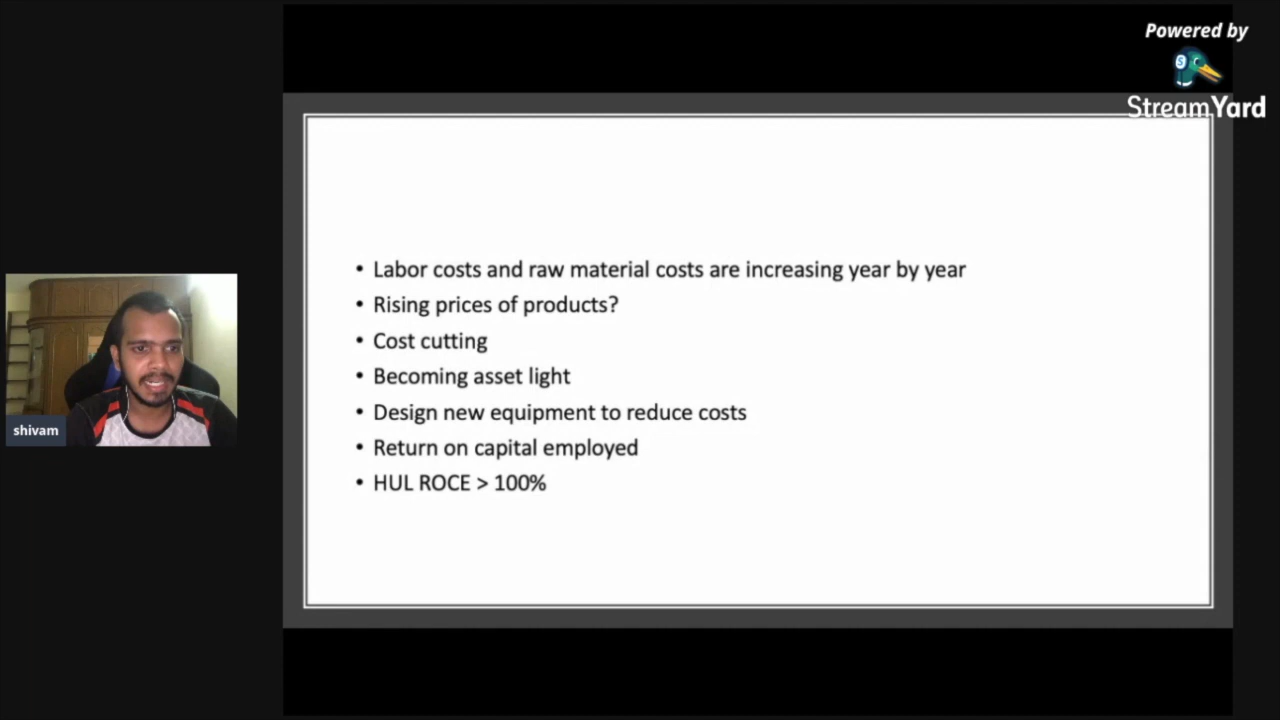 Powered by
StreamYard
• Labor costs and raw material costs are increasing year by year
• Rising prices of products?
• Cost cutting
• Becoming asset light
• Design new equipment to reduce costs
• Return on capital employed
• HUL ROCE > 100%
shivam